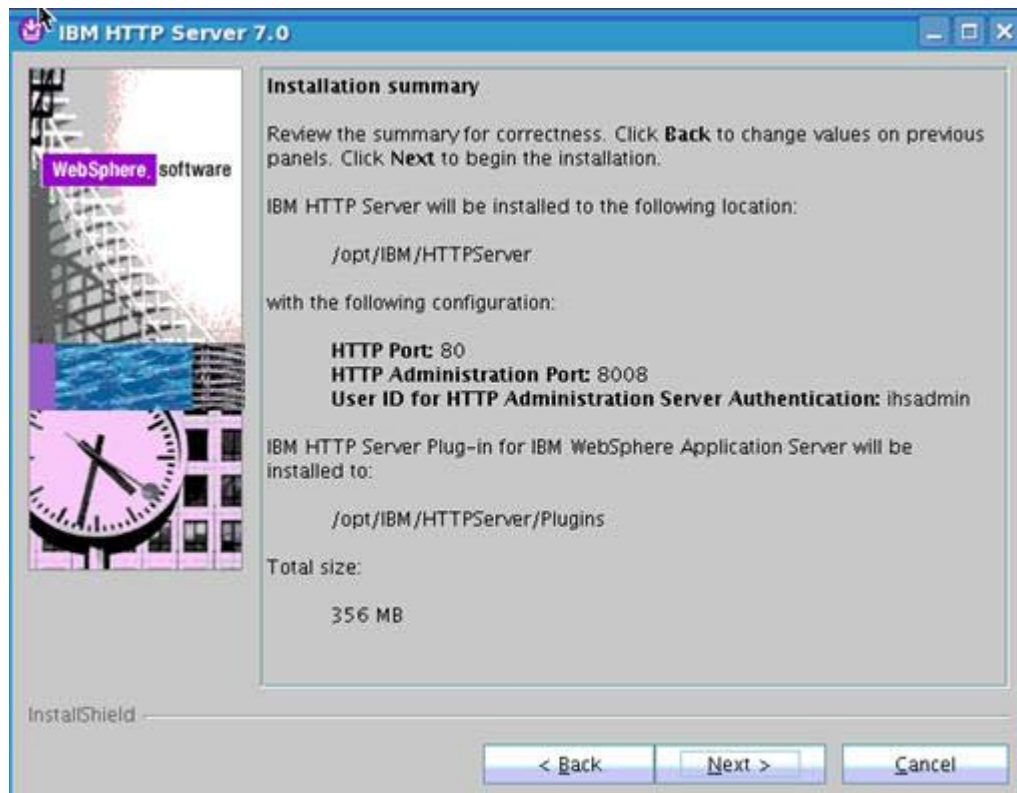 IBM HTTP Server 7.0
WebSphere software
Installation summary
Review the summary for correctness. Click Back to change values on previous
panels. Click Next to begin the installation.
IBM HTTP Server will be installed to the following location:
/opt/IBM/HTTPServer
with the following configuration:
HTTP Port: 80
HTTP Administration Port: 8008
User ID for HTTP Administration Server Authentication: ihsadmin
IBM HTTP Server Plug-in for IBM WebSphere Application Server will be
installed to:
/opt/IBM/HTTPServer/Plugins
Total size:
356 MB
InstallShield
< Back
Next >
Cancel